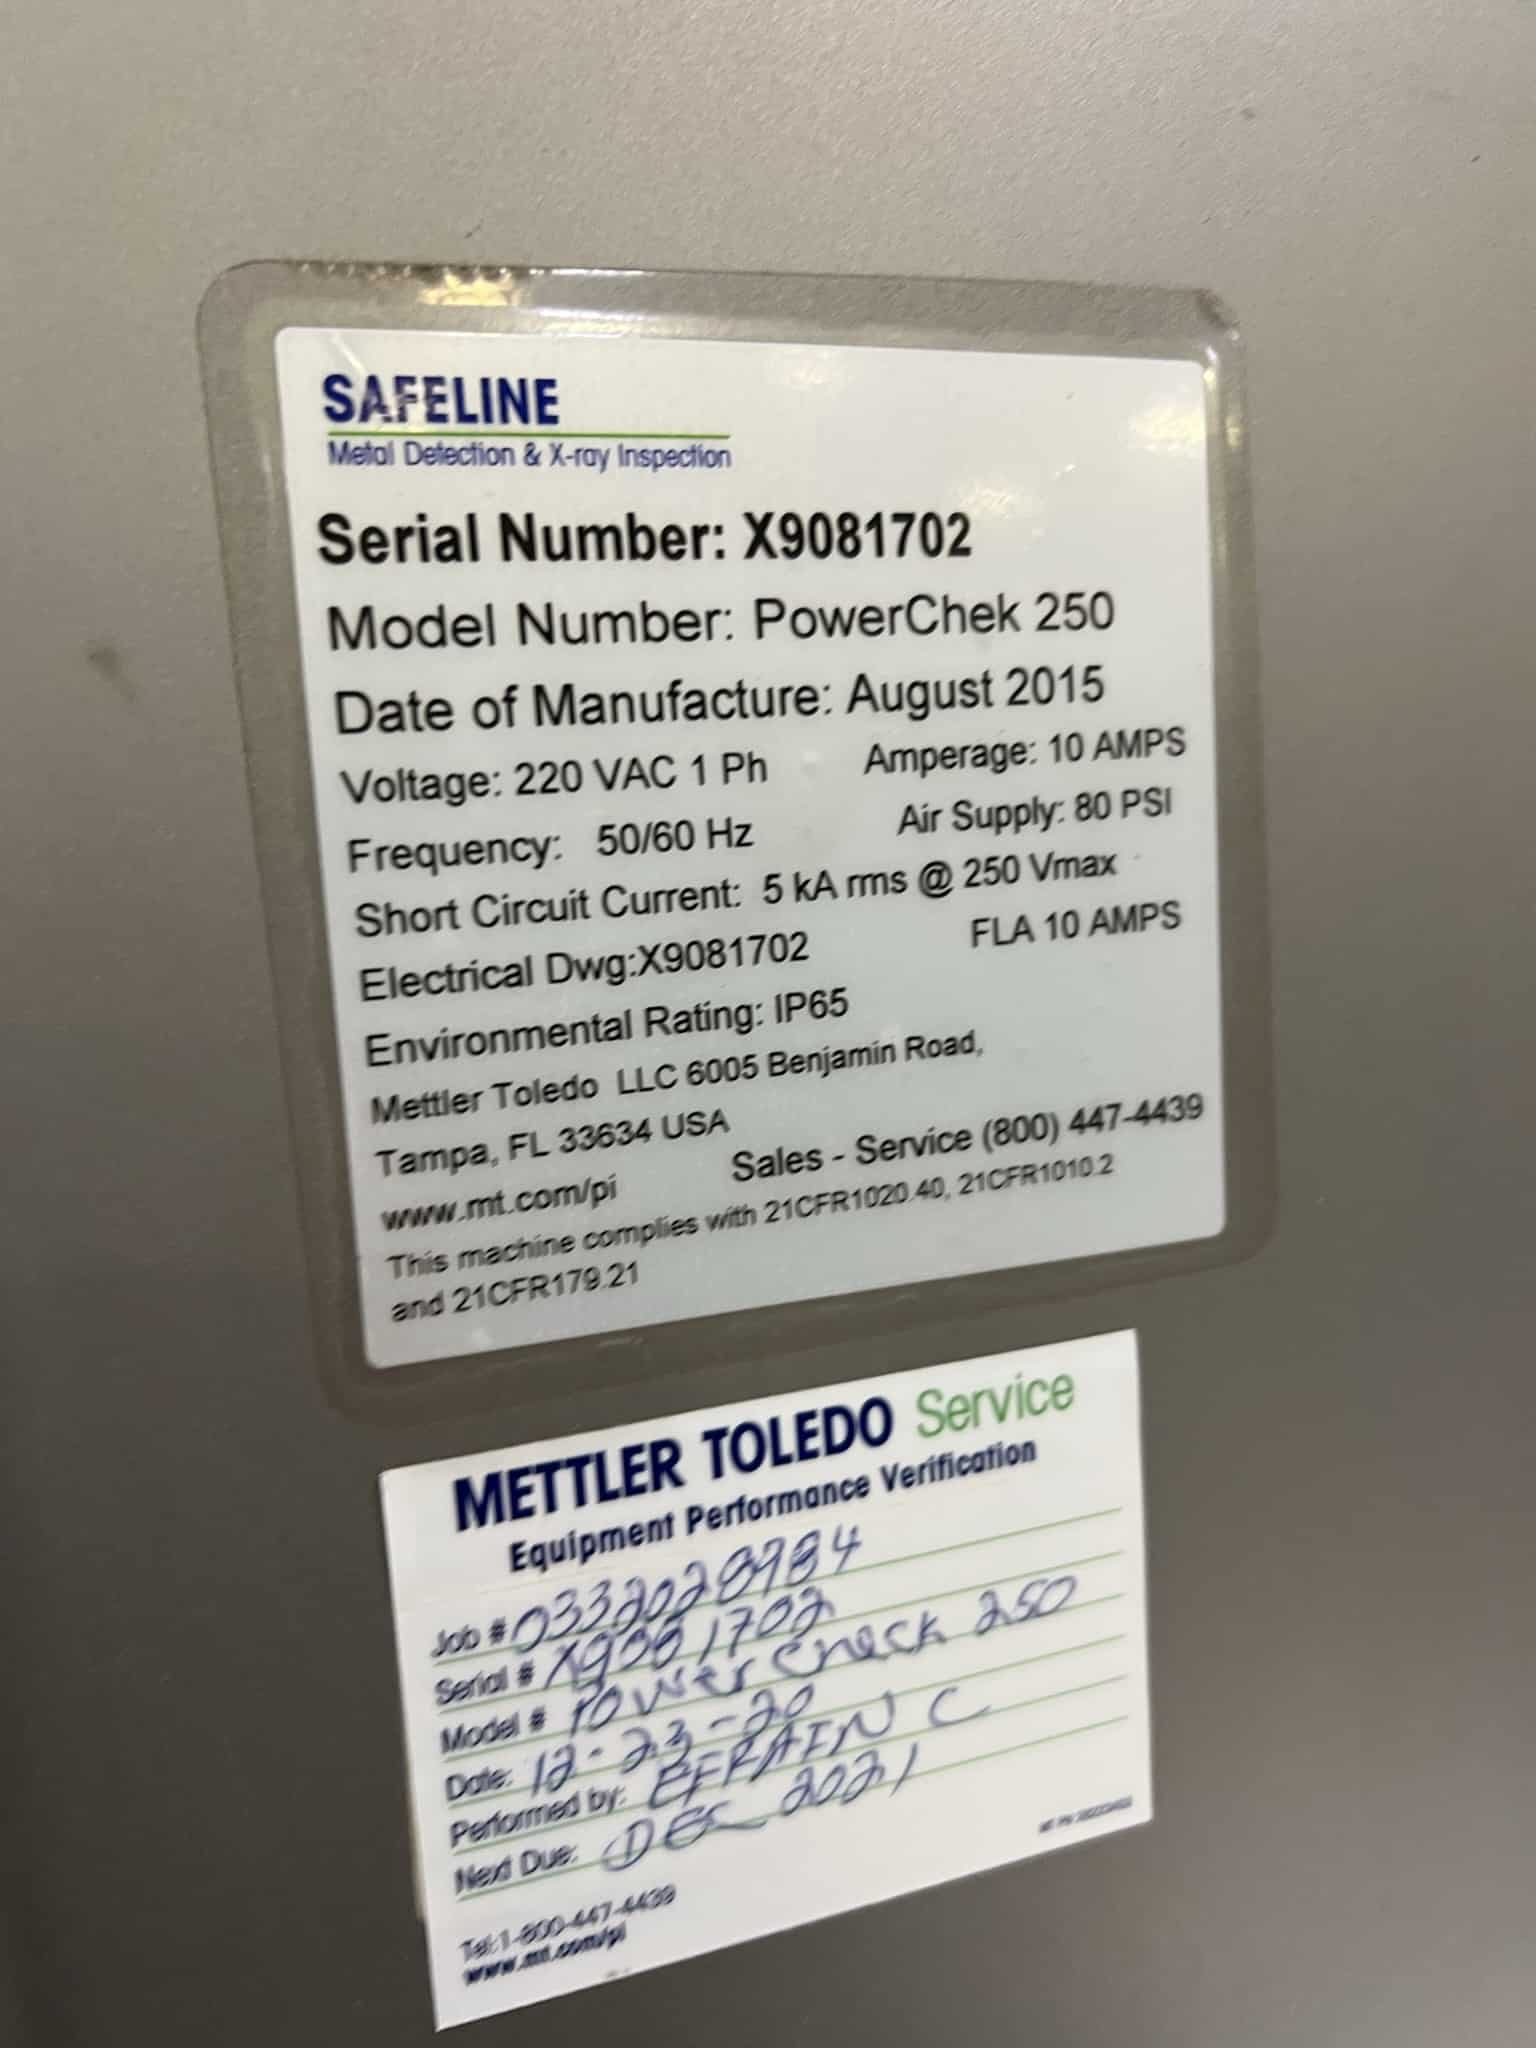 SAFELINE
Metal Detection & X-ray Inspection
Serial Number: X9081702
Model Number: PowerChek 250
Date of Manufacture: August 2015
Voltage: 220 VAC 1 Ph Amperage: 10 AMPS
Frequency: 50/60 Hz Air Supply: 80 PSI
Short Circuit Current: 5 kA rms @ 250 Vmax
Electrical Dwg:X9081702 FLA 10 AMPS
Environmental Rating: IP65
Mettler Toledo LLC 6005 Benjamin Road,
Tampa, FL 33634 USA
www.mt.com/pi Sales - Service (800) 447-4439
This machine complies with 21CFR1020.40, 21CFR1010.2
and 21CFR179.21
METTLER TOLEDO Service
Equipment Performance Verification
Job # 0332028984
Serial # X9081702
Model # Power Check 250
Date: 12-23-20
Performed by: EFRAIN C
Next Due: DEC 2021
Tel:1-800-447-4439
www.mt.com/pi